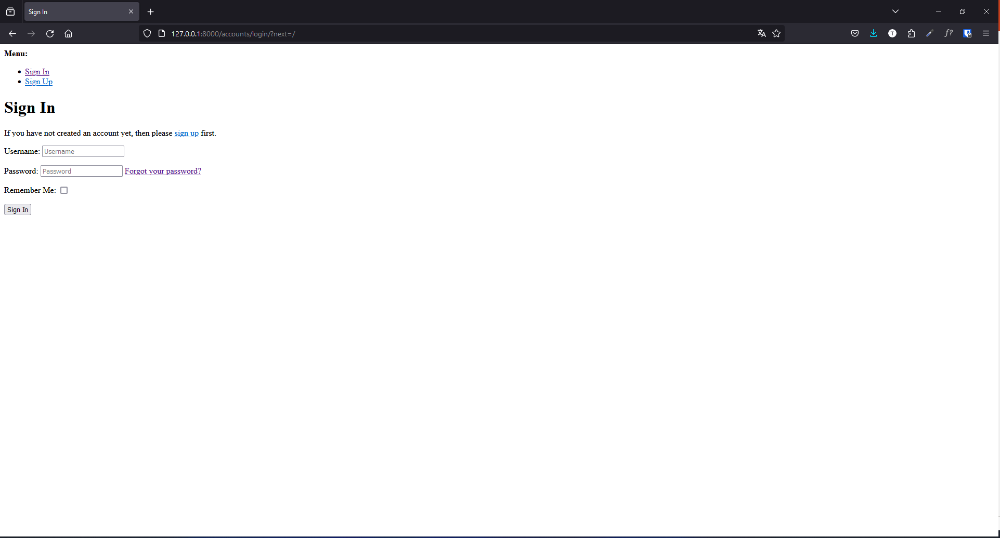 Sign In
127.0.0.1:8000/accounts/login/?next=/
Menu:
Sign In
Sign Up
Sign In
If you have not created an account yet, then please sign up first.
Username: Username
Password: Password Forgot your password?
Remember Me:
Sign In